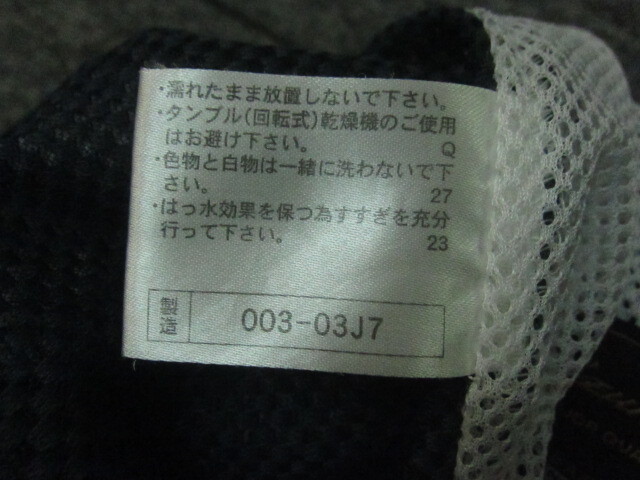 ・濡れたまま放置しないで下さい。
・タンブル(回転式)乾燥機のご使用
はお避け下さい。 Q
・色物と白物は一緒に洗わないで下
さい。 27
・はっ水効果を保つ為すすぎを充分
行って下さい。 23
製造 003-03J7